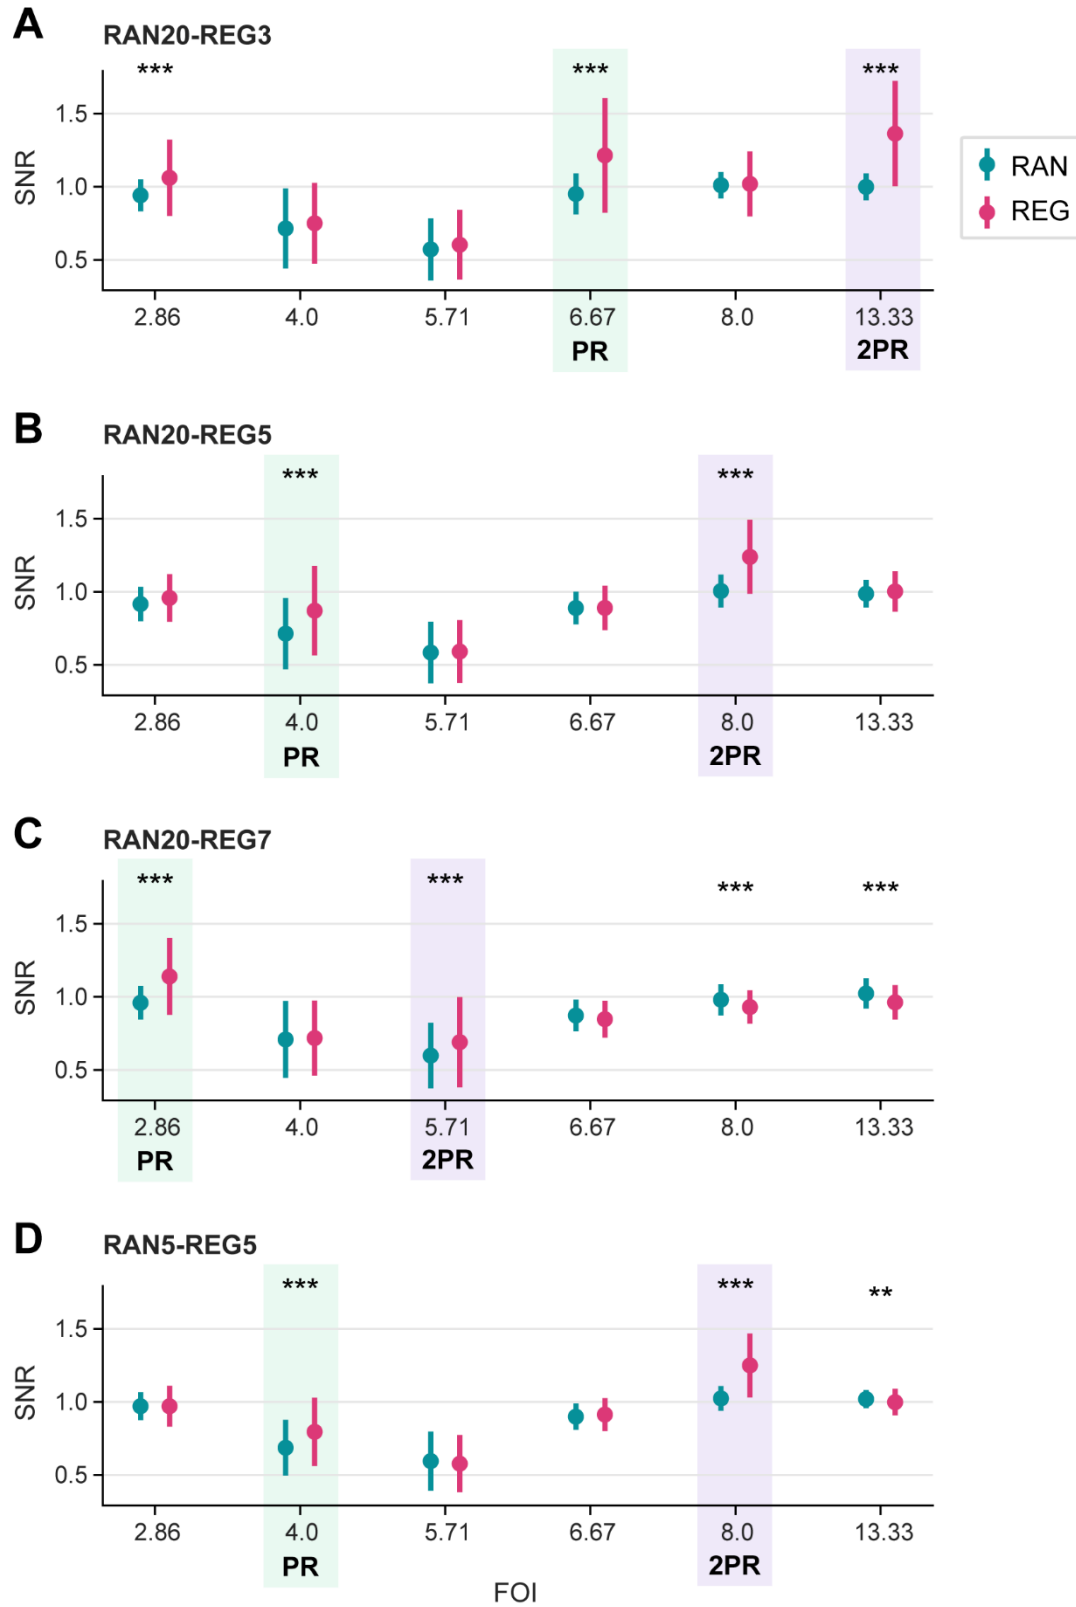 A
RAN20-REG3
*** *** ***
1.5
1.0
0.5
SNR
RAN
REG
2.86 4.0 5.71 6.67 8.0 13.33
PR 2PR
B
RAN20-REG5
*** ***
1.5
1.0
0.5
SNR
2.86 4.0 5.71 6.67 8.0 13.33
PR 2PR
C
RAN20-REG7
*** *** *** ***
1.5
1.0
0.5
SNR
2.86 4.0 5.71 6.67 8.0 13.33
PR 2PR
D
RAN5-REG5
*** *** **
1.5
1.0
0.5
SNR
2.86 4.0 5.71 6.67 8.0 13.33
PR 2PR
FOI